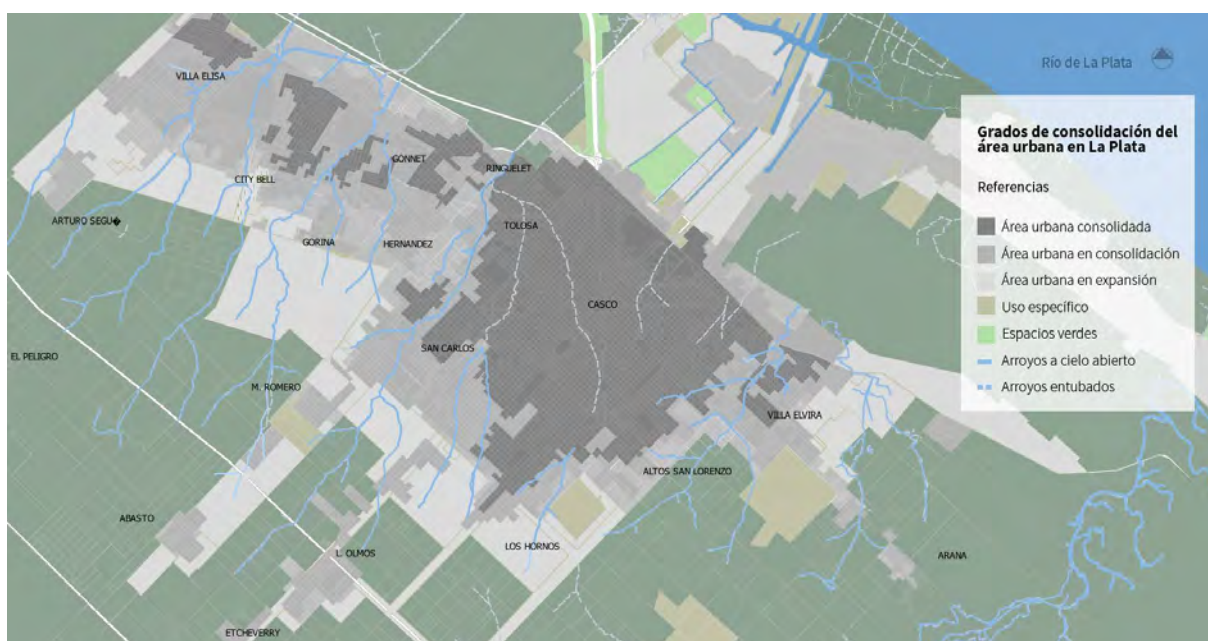 Río de La Plata
Grados de consolidación del
área urbana en La Plata
Referencias
Área urbana consolidada
Área urbana en consolidación
Área urbana en expansión
Uso específico
Espacios verdes
Arroyos a cielo abierto
Arroyos entubados
VILLA ELISA
GONNET
RINGUELET
CITY BELL
ARTURO SEGU�
TOLOSA
GORINA
HERNANDEZ
CASCO
SAN CARLOS
EL PELIGRO
M. ROMERO
VILLA ELVIRA
ALTOS SAN LORENZO
ABASTO
LOS HORNOS
L. OLMOS
ARANA
ETCHEVERRY